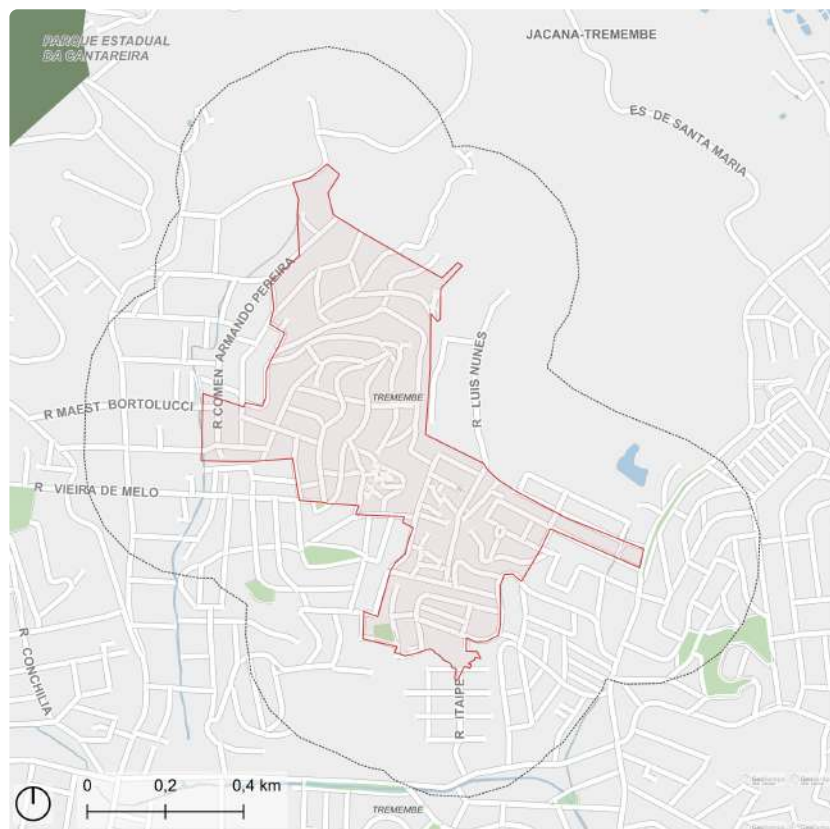 PARQUE ESTADUAL
DA CANTAREIRA
JACANA-TREMEMBE
ES DE SANTA MARIA
R COMEN ARMANDO PEREIRA
R LUIS NUNES
TREMEMBE
R MAEST BORTOLUCCI
R VIEIRA DE MELO
R CONCHILIA
R ITAIPE
0 0,2 0,4 km
TREMEMBE